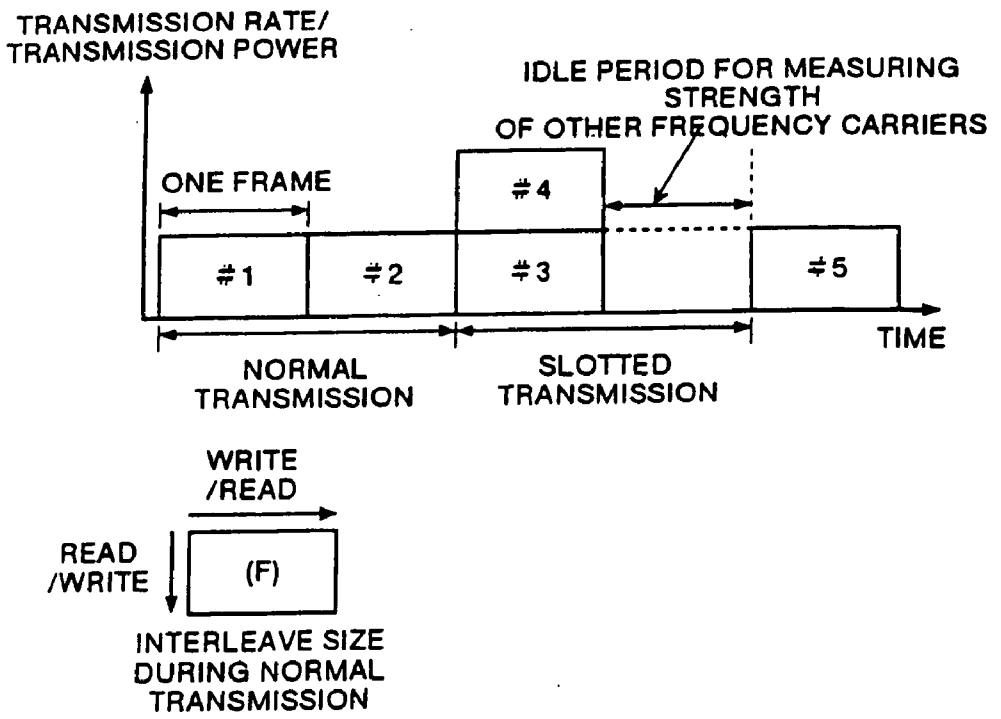 TRANSMISSION RATE/
TRANSMISSION POWER
IDLE PERIOD FOR MEASURING
STRENGTH
OF OTHER FREQUENCY CARRIERS
ONE FRAME
#4
#1
#2
#3
#5
TIME
NORMAL
TRANSMISSION
SLOTTED
TRANSMISSION
WRITE
/READ
READ
/WRITE
(F)
INTERLEAVE SIZE
DURING NORMAL
TRANSMISSION